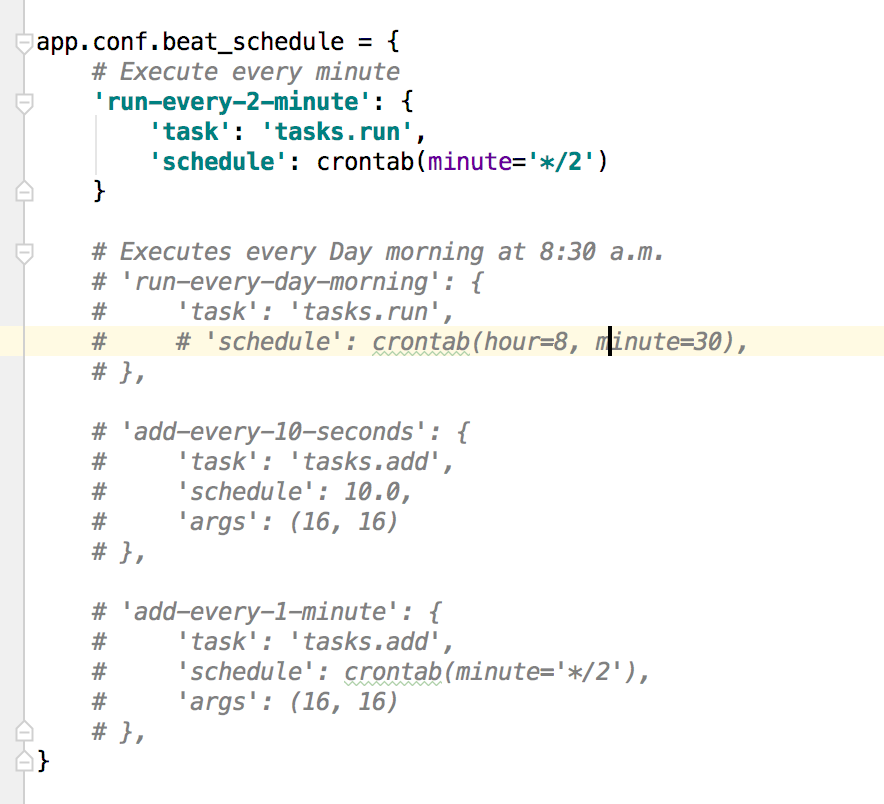 app.conf.beat_schedule = {
    # Execute every minute
    'run-every-2-minute': {
        'task': 'tasks.run',
        'schedule': crontab(minute='*/2')
    }

    # Executes every Day morning at 8:30 a.m.
    # 'run-every-day-morning': {
    #     'task': 'tasks.run',
    #     # 'schedule': crontab(hour=8, minute=30),
    # },

    # 'add-every-10-seconds': {
    #     'task': 'tasks.add',
    #     'schedule': 10.0,
    #     'args': (16, 16)
    # },

    # 'add-every-1-minute': {
    #     'task': 'tasks.add',
    #     'schedule': crontab(minute='*/2'),
    #     'args': (16, 16)
    # },
}